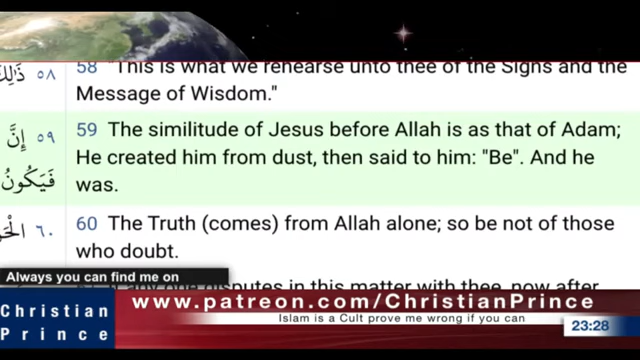 ذَٰلِكَ ٥٨
58 "This is what we rehearse unto thee of the Signs and the
Message of Wisdom."
إِنَّ ٥٩
59 The similitude of Jesus before Allah is as that of Adam;
He created him from dust, then said to him: "Be". And he
فَيَكُونُ
was.
٦٠
60 The Truth (comes) from Allah alone; so be not of those
who doubt.
Always you can find me on
disputes in this matter with thee, now after
Christian
Prince
www.patreon.com/ChristianPrince
Islam is a Cult prove me wrong if you can
23:28